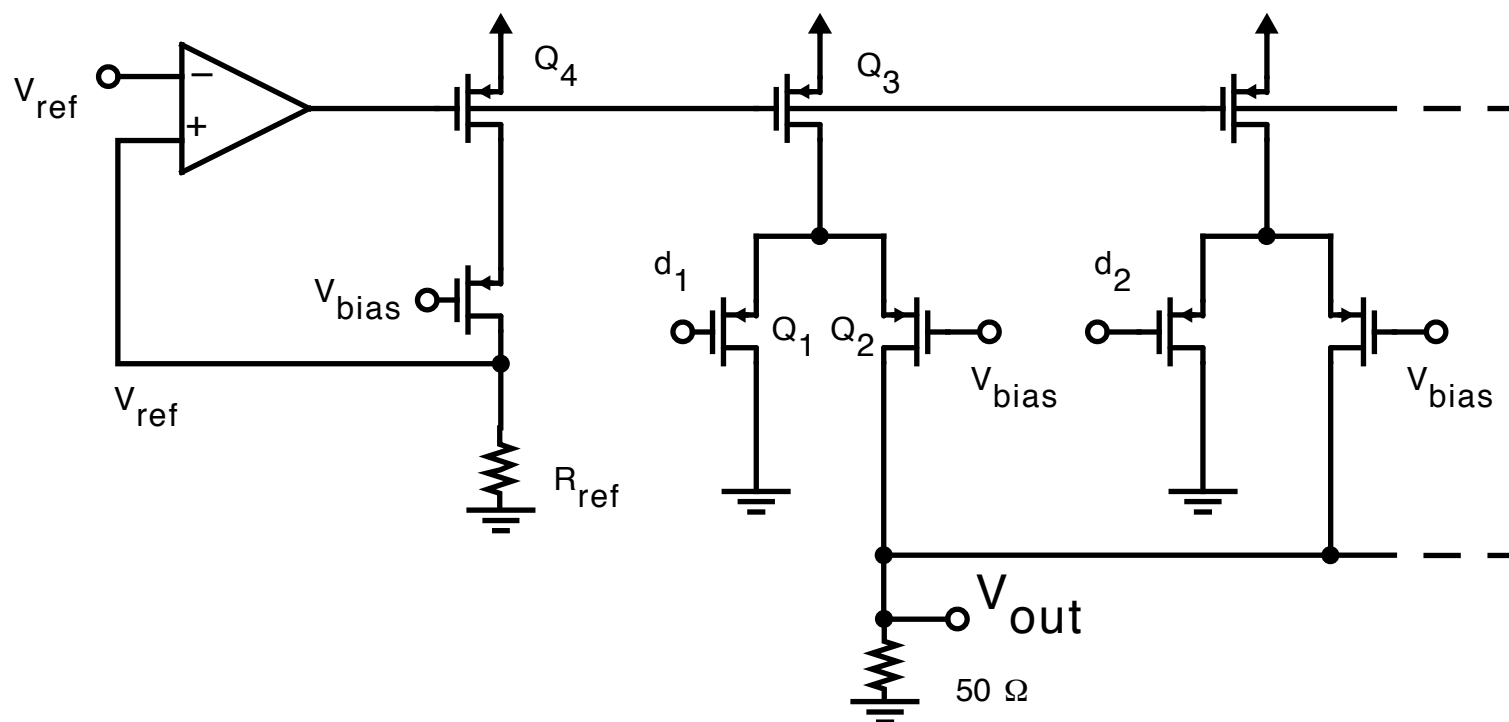 Q4
Q3
Vref
−
+
Vbias
d1
Q1
Q2
Vbias
d2
Vbias
Vref
Rref
Vout
50 Ω